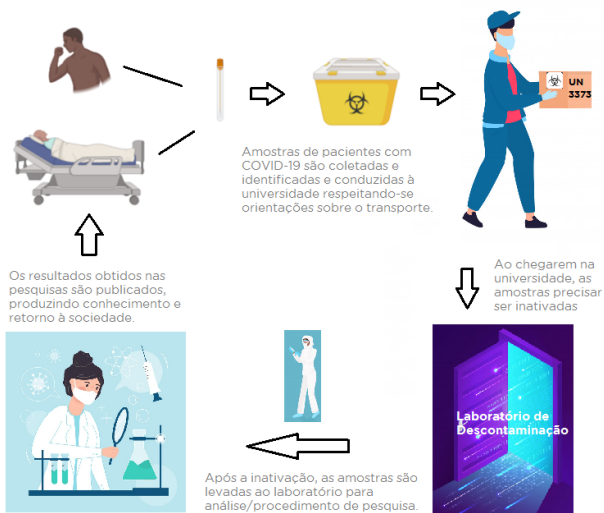 UN
3373
Amostras de pacientes com
COVID-19 são coletadas e
identificadas e conduzidas à
universidade respeitando-se
orientações sobre o transporte.
Ao chegarem na
universidade, as
amostras precisar
ser inativadas
Laboratório de
Descontaminação
Após a inativação, as amostras são
levadas ao laboratório para
análise/procedimento de pesquisa.
Os resultados obtidos nas
pesquisas são publicados,
produzindo conhecimento e
retorno à sociedade.